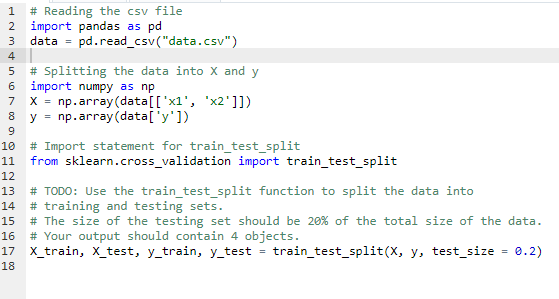 1 # Reading the csv file
2 import pandas as pd
3 data = pd.read_csv("data.csv")
4
5 # Splitting the data into X and y
6 import numpy as np
7 X = np.array(data[['x1', 'x2']])
8 y = np.array(data['y'])
9
10 # Import statement for train_test_split
11 from sklearn.cross_validation import train_test_split
12
13 # TODO: Use the train_test_split function to split the data into
14 # training and testing sets.
15 # The size of the testing set should be 20% of the total size of the data.
16 # Your output should contain 4 objects.
17 X_train, X_test, y_train, y_test = train_test_split(X, y, test_size = 0.2)
18